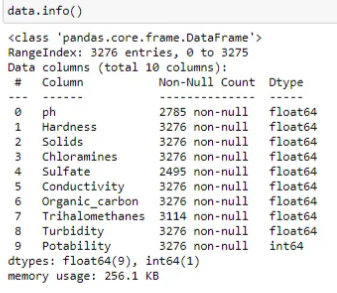 data.info()
<class 'pandas.core.frame.DataFrame'>
RangeIndex: 3276 entries, 0 to 3275
Data columns (total 10 columns):
 #   Column           Non-Null Count  Dtype
---  ------           --------------  -----
 0   ph               2785 non-null   float64
 1   Hardness         3276 non-null   float64
 2   Solids           3276 non-null   float64
 3   Chloramines      3276 non-null   float64
 4   Sulfate          2495 non-null   float64
 5   Conductivity     3276 non-null   float64
 6   Organic_carbon   3276 non-null   float64
 7   Trihalomethanes  3114 non-null   float64
 8   Turbidity        3276 non-null   float64
 9   Potability       3276 non-null   int64
dtypes: float64(9), int64(1)
memory usage: 256.1 KB